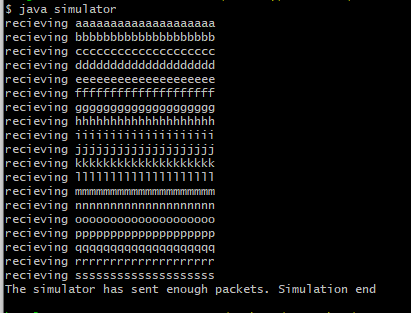 $ java simulator
recieving aaaaaaaaaaaaaaaaaaaa
recieving bbbbbbbbbbbbbbbbbbbb
recieving cccccccccccccccccccc
recieving dddddddddddddddddddd
recieving eeeeeeeeeeeeeeeeeeee
recieving ffffffffffffffffffff
recieving gggggggggggggggggggg
recieving hhhhhhhhhhhhhhhhhhhh
recieving iiiiiiiiiiiiiiiiiiii
recieving jjjjjjjjjjjjjjjjjjjj
recieving kkkkkkkkkkkkkkkkkkkk
recieving llllllllllllllllllll
recieving mmmmmmmmmmmmmmmmmmmm
recieving nnnnnnnnnnnnnnnnnnnn
recieving oooooooooooooooooooo
recieving pppppppppppppppppppp
recieving qqqqqqqqqqqqqqqqqqqq
recieving rrrrrrrrrrrrrrrrrrrr
recieving ssssssssssssssssssss
The simulator has sent enough packets. Simulation end